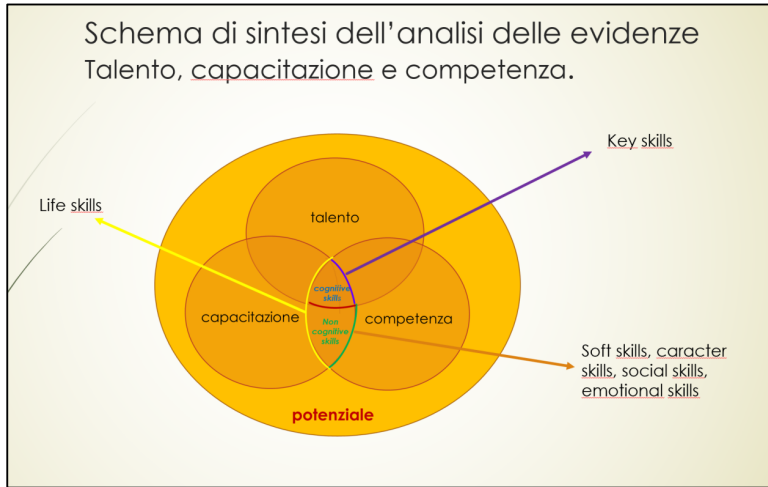 Schema di sintesi dell’analisi delle evidenze
Talento, capacitazione e competenza.
Key skills
Life skills
talento
cognitive
skills
capacitazione
competenza
Non
cognitive
skills
Soft skills, caracter
skills, social skills,
emotional skills
potenziale